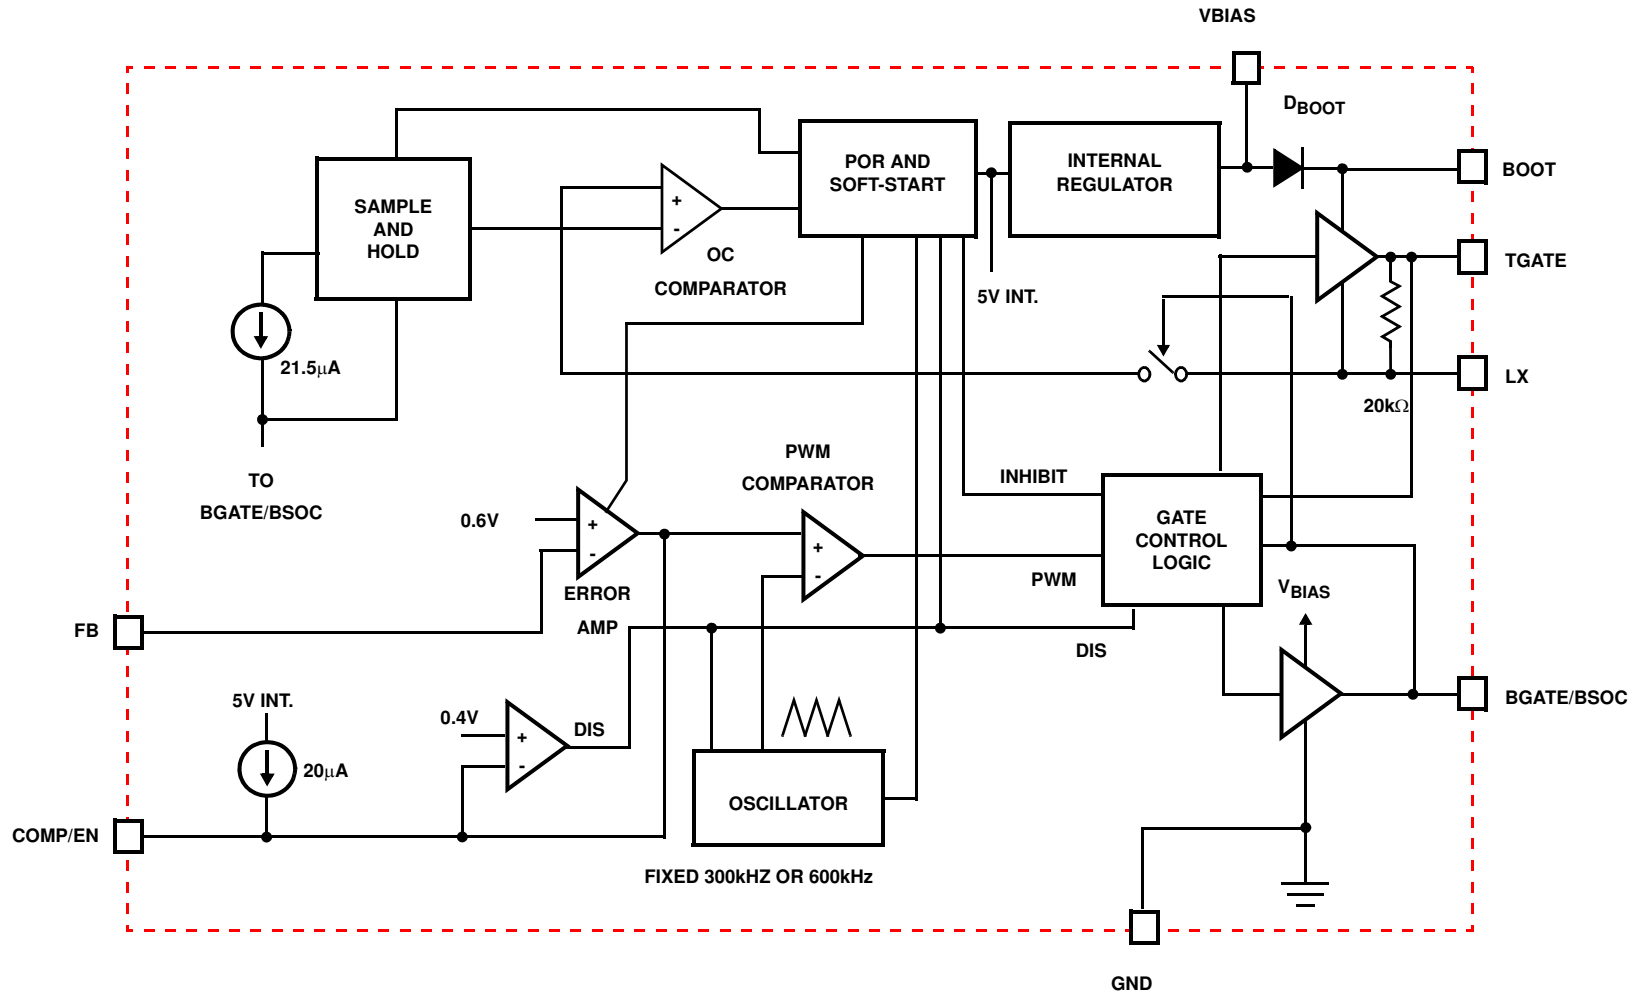 VBIAS
DBOOT
BOOT
POR AND
SOFT-START
INTERNAL
REGULATOR
SAMPLE
AND
HOLD
+
-
OC
COMPARATOR
5V INT.
TGATE
21.5μA
LX
20kΩ
TO
BGATE/BSOC
PWM
COMPARATOR
INHIBIT
0.6V
+
-
ERROR
AMP
+
-
PWM
GATE
CONTROL
LOGIC
VBIAS
FB
DIS
5V INT.
20μA
0.4V
+
-
DIS
OSCILLATOR
FIXED 300kHZ OR 600kHz
BGATE/BSOC
COMP/EN
GND